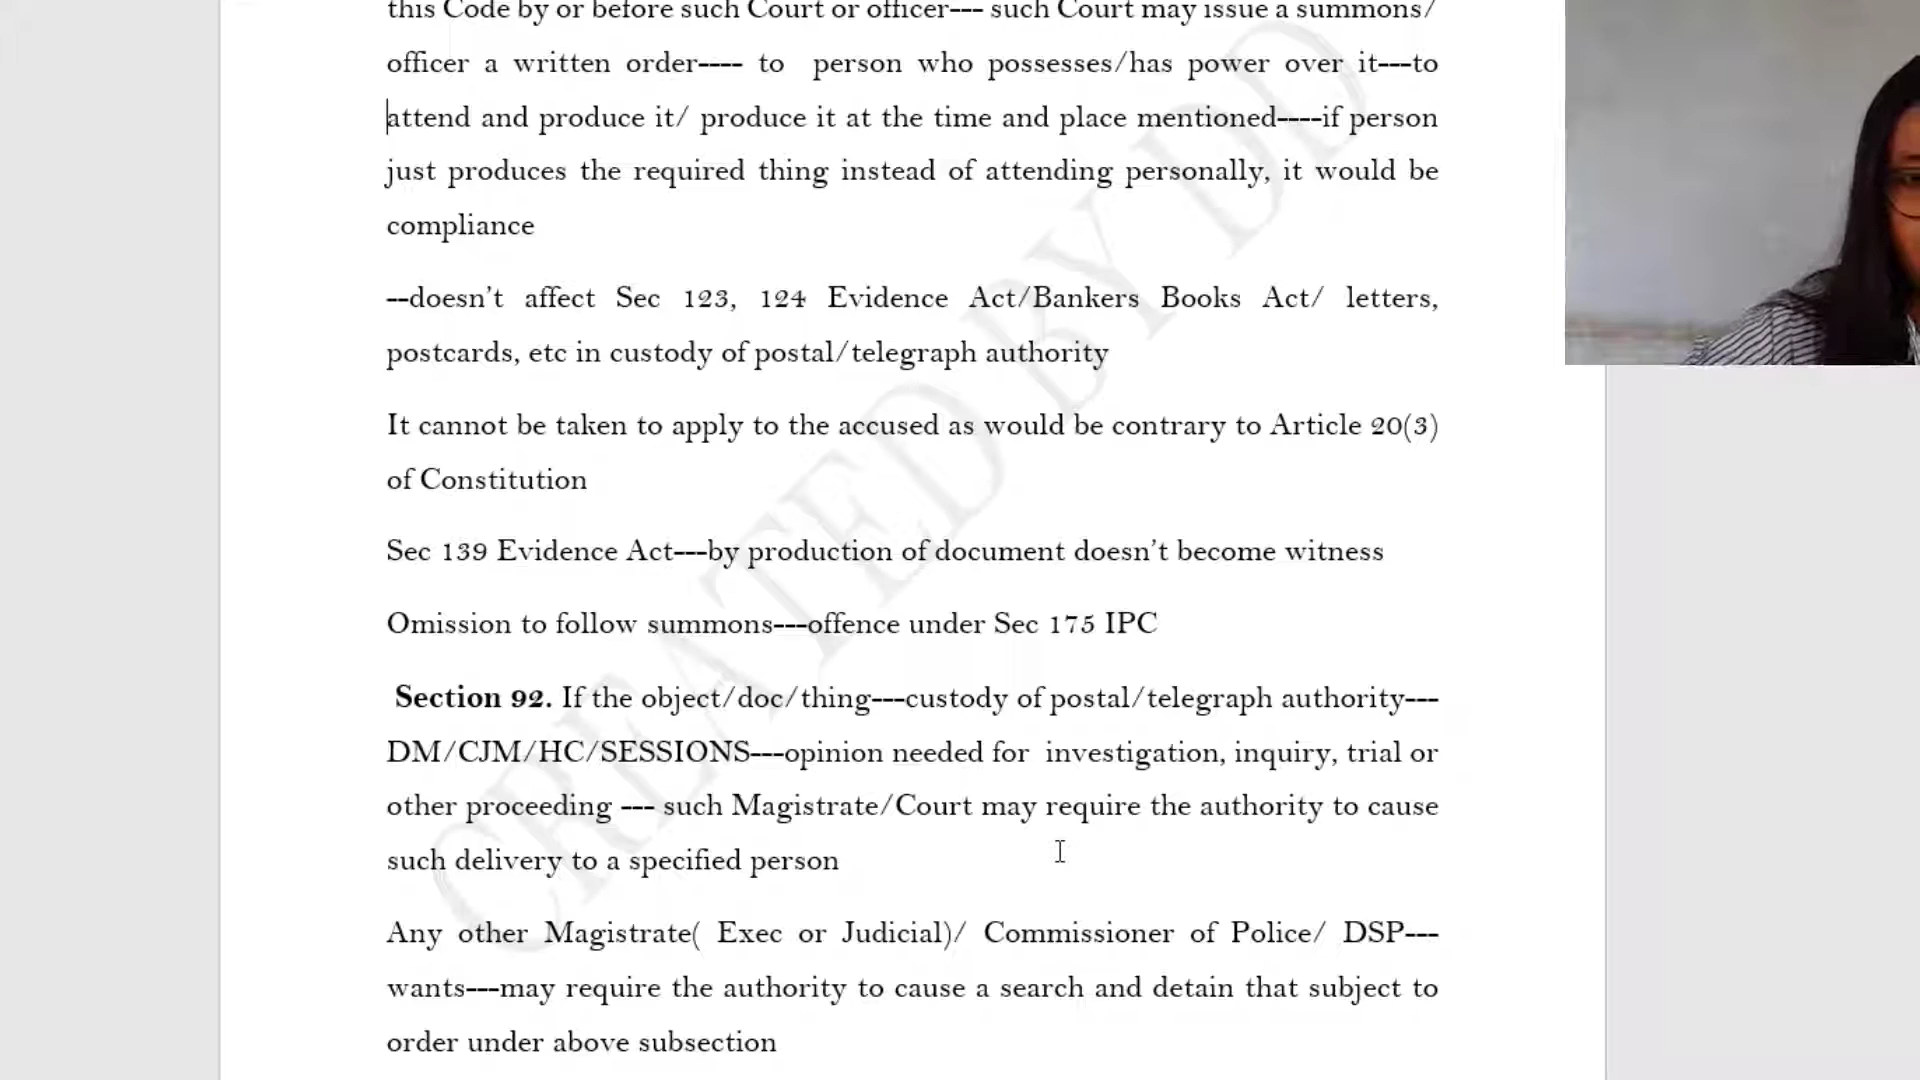 this Code by or before such Court or officer--- such Court may issue a summons/
officer a written order---- to person who possesses/has power over it---to
attend and produce it/ produce it at the time and place mentioned----if person
just produces the required thing instead of attending personally, it would be
compliance
--doesn’t affect Sec 123, 124 Evidence Act/Bankers Books Act/ letters,
postcards, etc in custody of postal/telegraph authority
It cannot be taken to apply to the accused as would be contrary to Article 20(3)
of Constitution
Sec 139 Evidence Act---by production of document doesn’t become witness
Omission to follow summons---offence under Sec 175 IPC
Section 92. If the object/doc/thing---custody of postal/telegraph authority---
DM/CJM/HC/SESSIONS---opinion needed for investigation, inquiry, trial or
other proceeding --- such Magistrate/Court may require the authority to cause
such delivery to a specified person
Any other Magistrate( Exec or Judicial)/ Commissioner of Police/ DSP---
wants---may require the authority to cause a search and detain that subject to
order under above subsection
CREATED BY DD